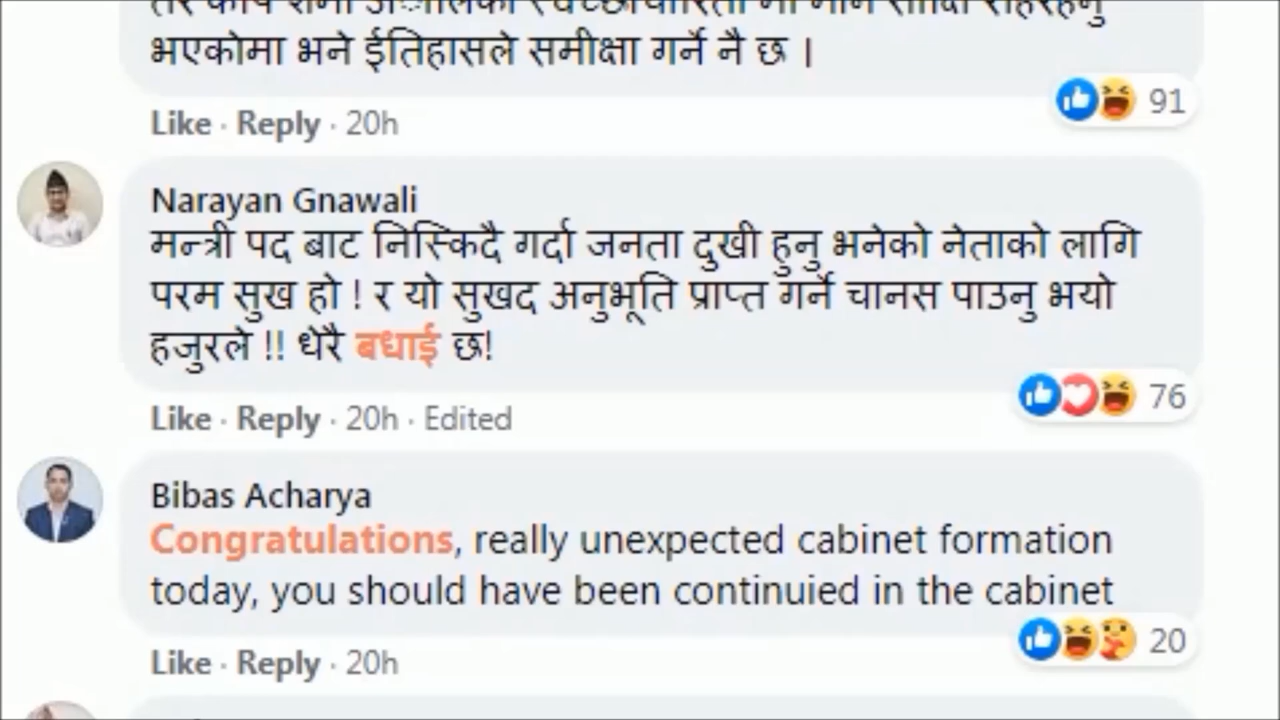 भएकोमा भने ईतिहासले समीक्षा गर्ने नै छ ।
91
Like · Reply · 20h
Narayan Gnawali
मन्त्री पद बाट निस्किदै गर्दा जनता दुखी हुनु भनेको नेताको लागि
परम सुख हो ! र यो सुखद अनुभूति प्राप्त गर्ने चानस पाउनु भयो
हजुरले !! धेरै बधाई छ!
76
Like · Reply · 20h · Edited
Bibas Acharya
Congratulations, really unexpected cabinet formation
today, you should have been continuied in the cabinet
20
Like · Reply · 20h